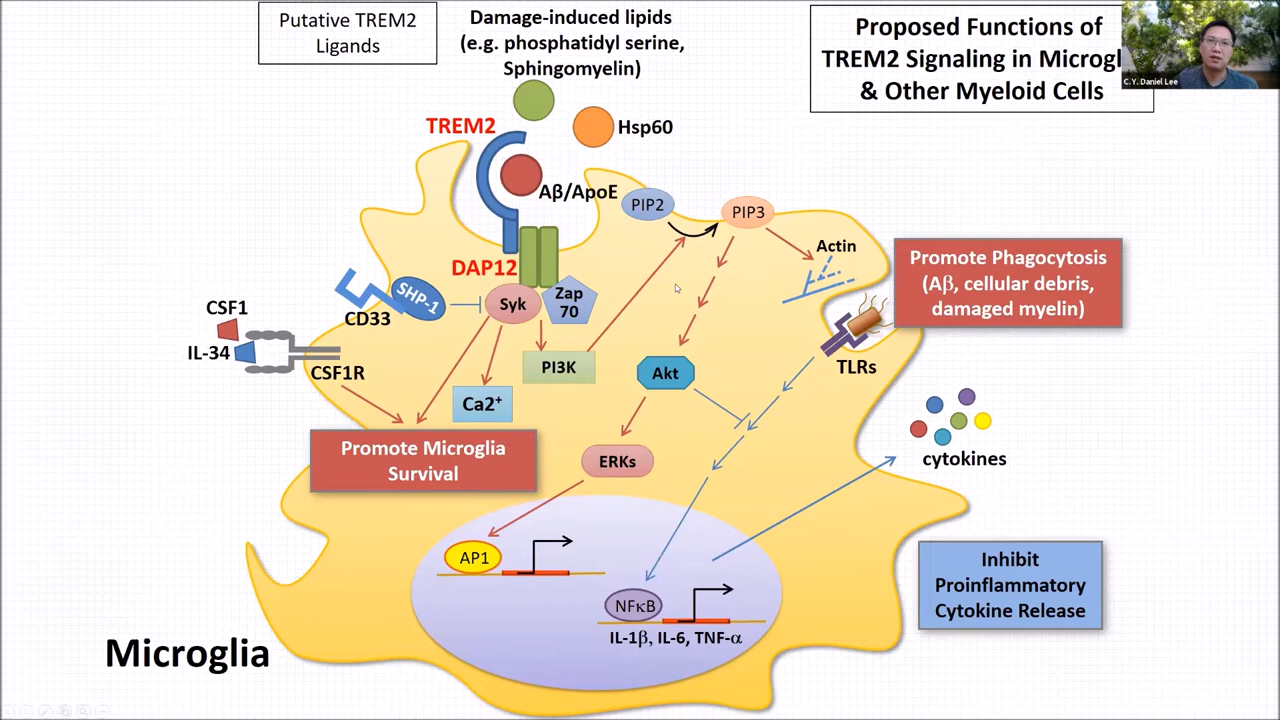 Putative TREM2
Ligands
Damage-induced lipids
(e.g. phosphatidyl serine,
Sphingomyelin)
Proposed Functions of
TREM2 Signaling in Microgl
& Other Myeloid Cells
C.Y. Daniel Lee
TREM2
Hsp60
Aβ/ApoE
PIP2
PIP3
Actin
DAP12
Promote Phagocytosis
(Aβ, cellular debris,
damaged myelin)
SHP-1
Syk
Zap
70
CD33
CSF1
IL-34
CSF1R
PI3K
Akt
TLRs
Ca2⁺
Promote Microglia
Survival
ERKs
cytokines
AP1
NFκB
IL-1β, IL-6, TNF-α
Inhibit
Proinflammatory
Cytokine Release
Microglia